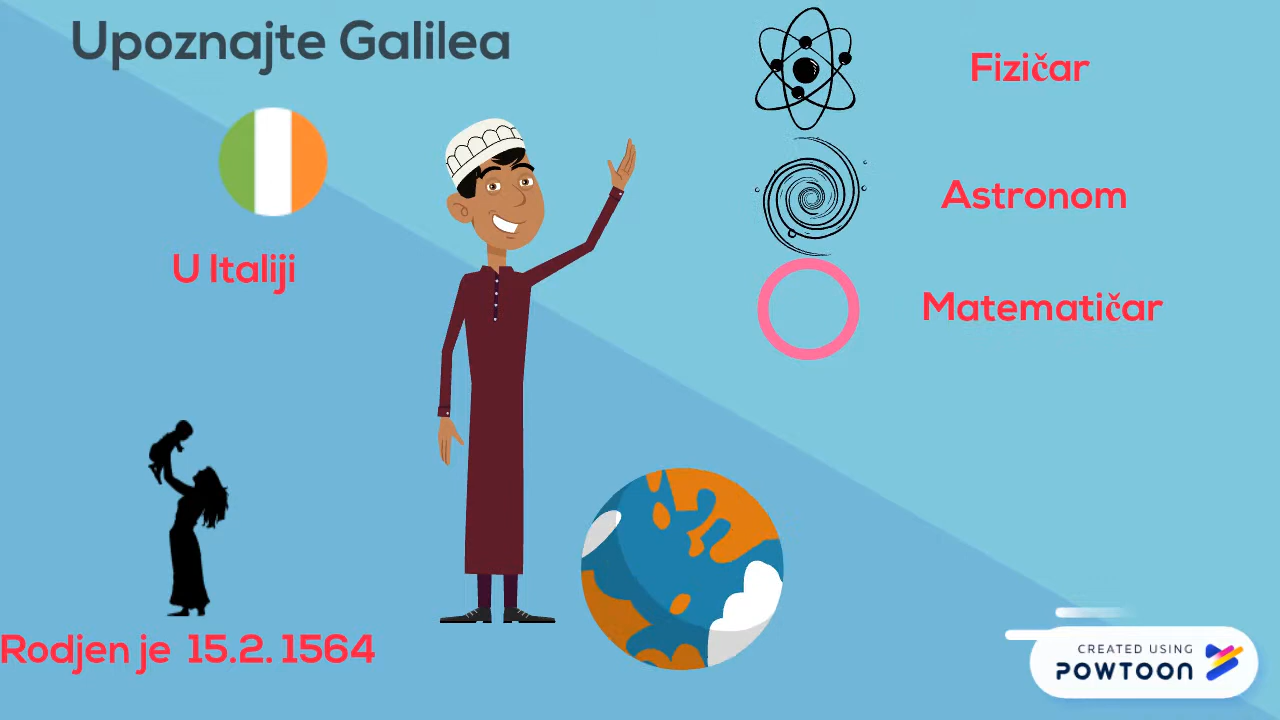 Upoznajte Galilea
Fizičar
Astronom
U Italiji
Matematičar
Rodjen je 15.2. 1564
CREATED USING
POWTOON